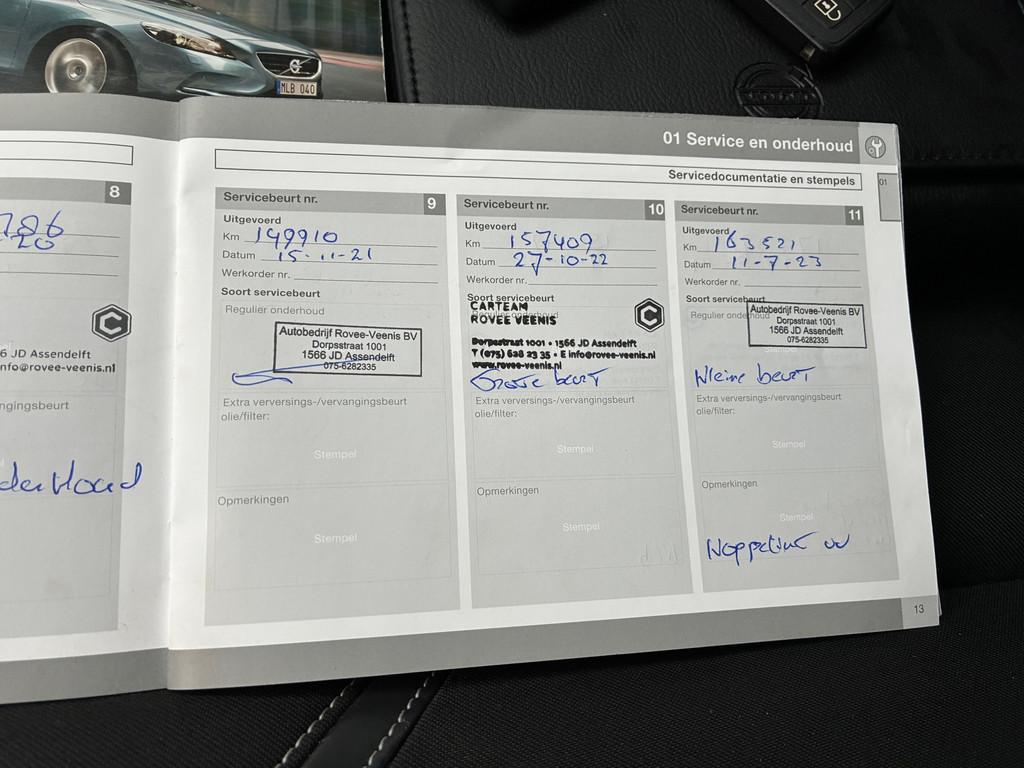 MLB 040
01 Service en onderhoud
Servicedocumentatie en stempels
01
8
20
6 JD Assendelft
nfo@rovee-veenis.nl
ngingsbeurt
derhoud
Servicebeurt nr. 9
Uitgevoerd
Km 149910
Datum 15-11-21
Werkorder nr.
Soort servicebeurt
Regulier onderhoud
Autobedrijf Rovee-Veenis BV
Dorpsstraat 1001
1566 JD Assendelft
075-6282335
Extra verversings-/vervangingsbeurt
olie/filter:
Stempel
Opmerkingen
Stempel
Servicebeurt nr. 10
Uitgevoerd
Km 157409
Datum 27-10-22
Werkorder nr.
Soort servicebeurt
Regulier onderhoud
CARTEAM
ROVEE VEENIS
Dorpsstraat 1001 • 1566 JD Assendelft
T (075) 628 23 35 • E info@rovee-veenis.nl
www.rovee-veenis.nl
Grote beurt
Extra verversings-/vervangingsbeurt
olie/filter:
Stempel
Opmerkingen
Stempel
Servicebeurt nr. 11
Uitgevoerd
Km 163521
Datum 11-7-23
Werkorder nr.
Soort servicebeurt
Regulier onderhoud
Autobedrijf Rovee-Veenis BV
Dorpsstraat 1001
1566 JD Assendelft
075-6282335
Stempel
Kleine beurt
Extra verversings-/vervangingsbeurt
olie/filter:
Stempel
Opmerkingen
Stempel
13